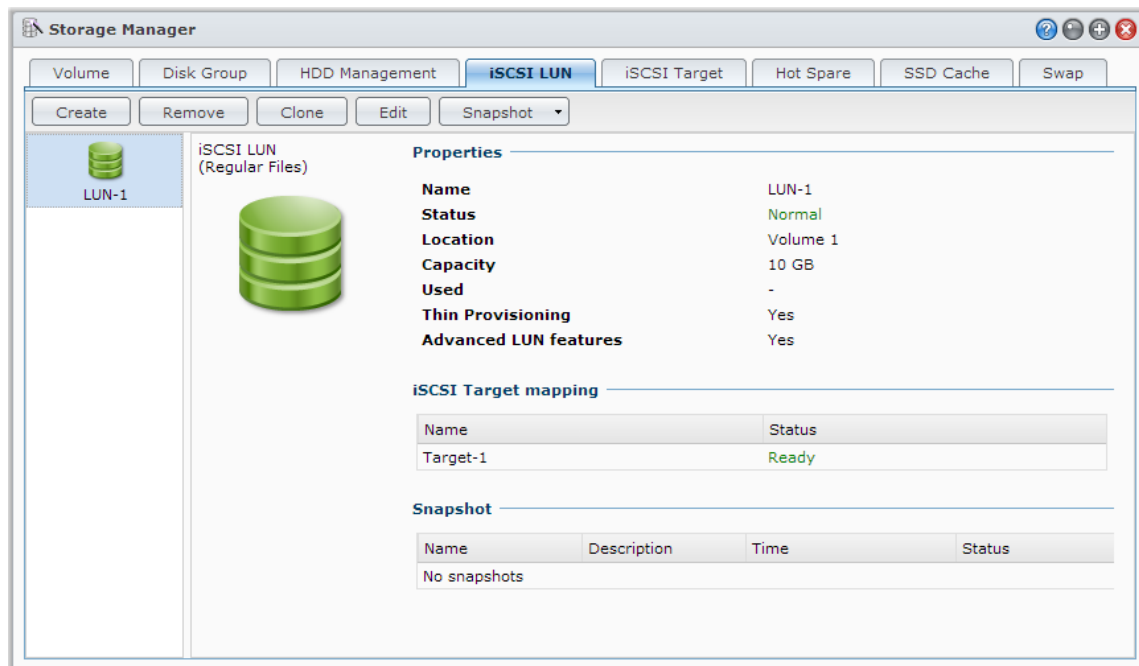 Storage Manager
Volume Disk Group HDD Management iSCSI LUN iSCSI Target Hot Spare SSD Cache Swap
Create Remove Clone Edit Snapshot
LUN-1
iSCSI LUN
(Regular Files)
Properties
Name LUN-1
Status Normal
Location Volume 1
Capacity 10 GB
Used -
Thin Provisioning Yes
Advanced LUN features Yes
iSCSI Target mapping
Name Status
Target-1 Ready
Snapshot
Name Description Time Status
No snapshots